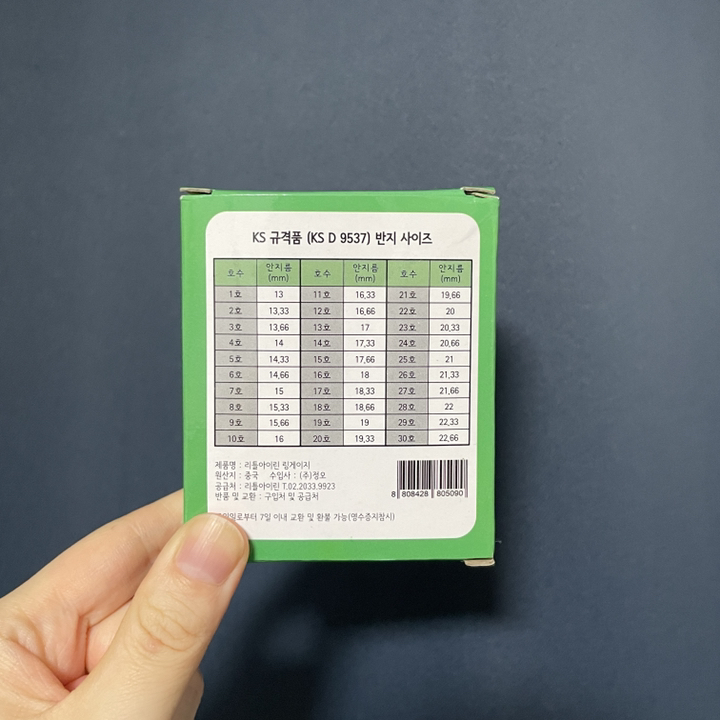 KS 규격품 (KS D 9537) 반지 사이즈
호수 안지름 (mm) 호수 안지름 (mm) 호수 안지름 (mm)
1호 13 11호 16,33 21호 19,66
2호 13,33 12호 16,66 22호 20
3호 13,66 13호 17 23호 20,33
4호 14 14호 17,33 24호 20,66
5호 14,33 15호 17,66 25호 21
6호 14,66 16호 18 26호 21,33
7호 15 17호 18,33 27호 21,66
8호 15,33 18호 18,66 28호 22
9호 15,66 19호 19 29호 22,33
10호 16 20호 19,33 30호 22,66
제품명 : 리틀아이린 링게이지
원산지 : 중국 수입사 : (주)정오
공급처 : 리틀아이린 T.02.2033.9923
반품 및 교환 : 구입처 및 공급처
7일 이내 교환 및 환불 가능(영수증지참시)
8 808428 805090